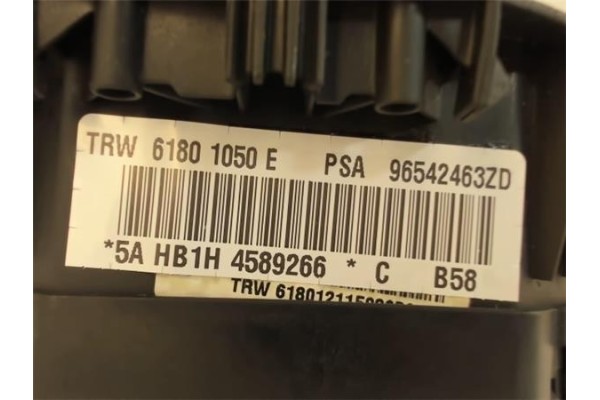 TRW 6180 1050 E PSA 96542463ZD
*5A HB1H 4589266 * C B58
TRW